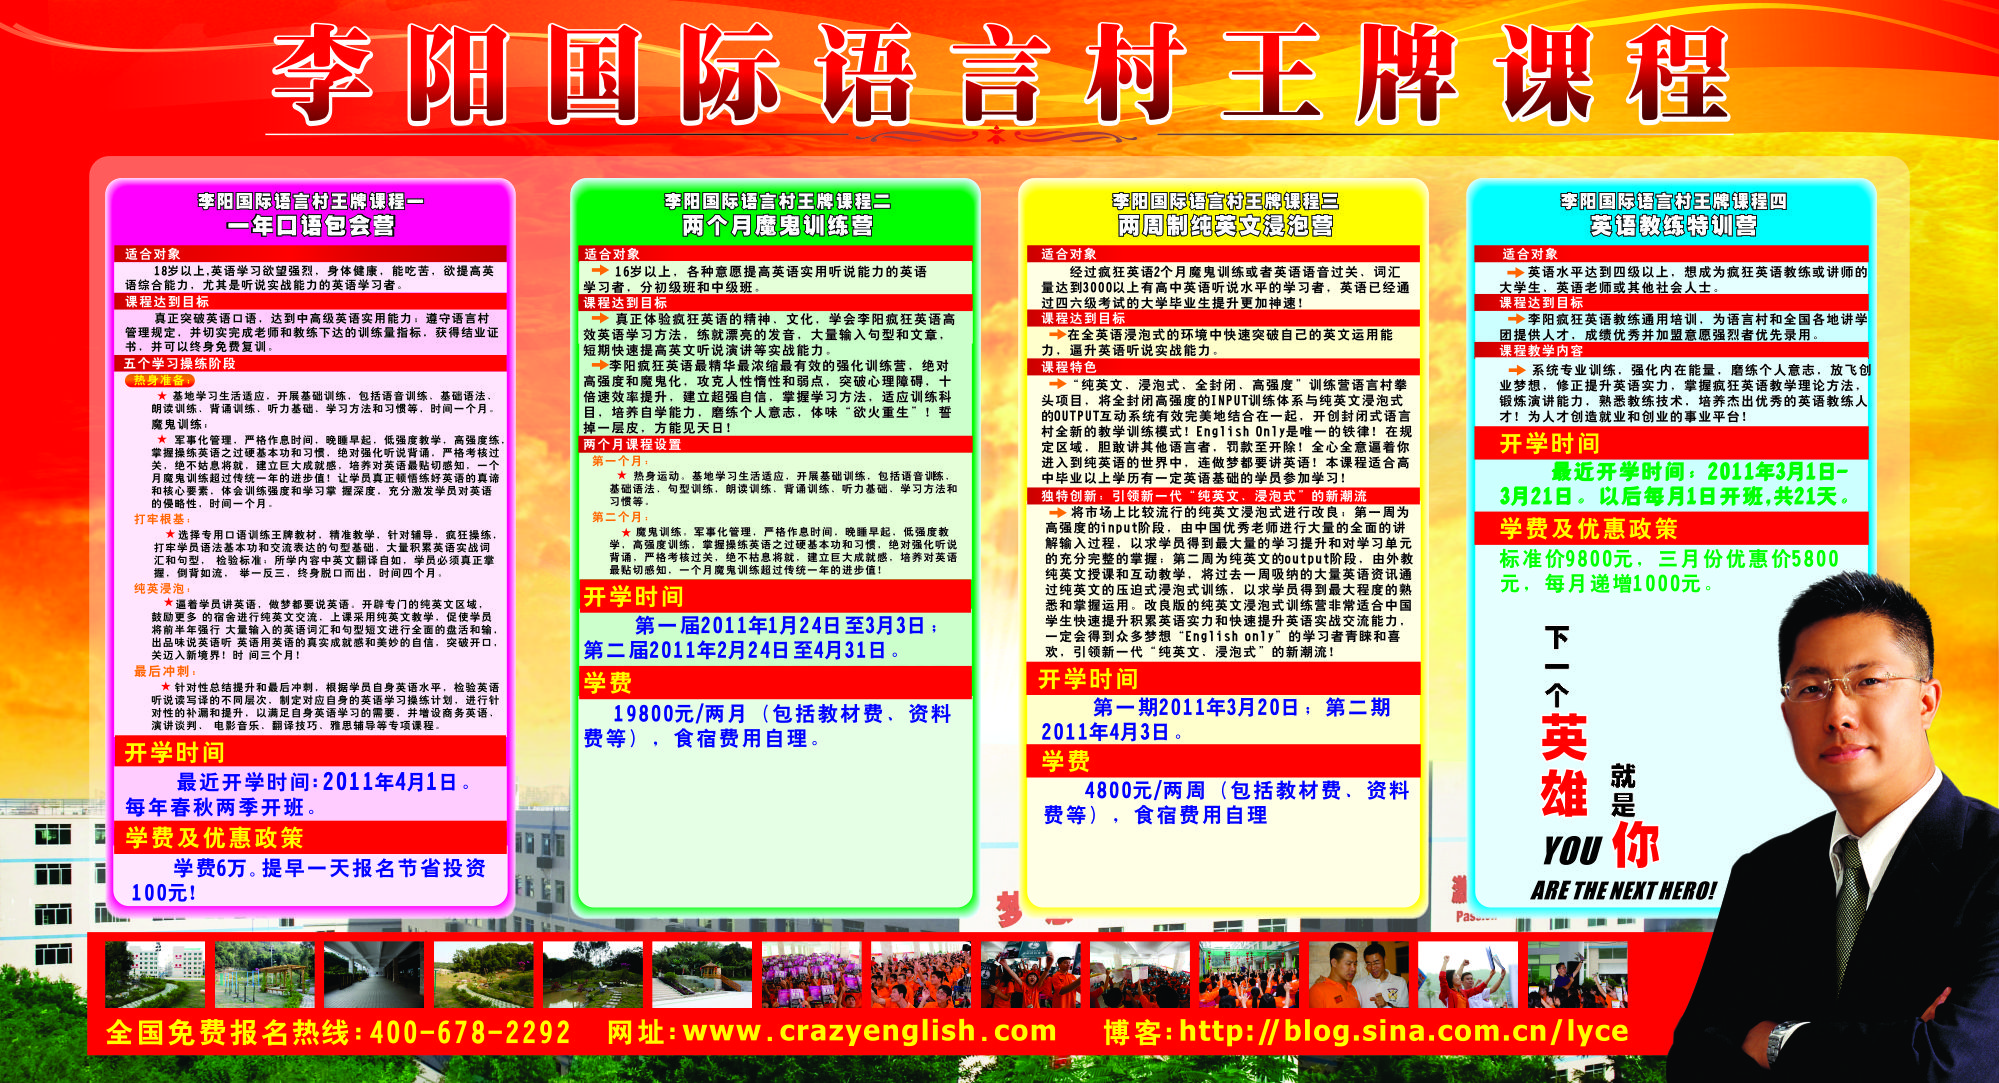 李阳国际语言村王牌课程
李阳国际语言村王牌课程一
一年口语包会营
适合对象
18岁以上,英语学习欲望强烈、身体健康，能吃苦、欲提高英
语综合能力，尤其是听说实战能力的英语学习者。
课程达到目标
真正突破英语口语，达到中高级英语实用能力；遵守语言村
管理规定，并切实完成老师和教练下达的训练量指标，获得结业证
书，并可以终身免费复训。
五个学习操练阶段
热身准备：
★ 基地学习生活适应，开展基础训练，包括语音训练、基础语法、
朗读训练、背诵训练、听力基础、学习方法和习惯等，时间一个月。
魔鬼训练：
★ 军事化管理，严格作息时间，晚睡早起，低强度教学，高强度练，
掌握操练英语之过硬基本功和习惯，绝对强化听说背诵，严格考核过
关，绝不姑息将就，建立巨大成就感，培养对英语最贴切感知，一个
月魔鬼训练超过传统一年的进步值！让学员真正顿悟练好英语的真谛
和核心要素，体会训练强度和学习掌 握深度，充分激发学员对英语
的侵略性，时间一个月。
打牢根基：
★选择专用口语训练王牌教材，精准教学，针对辅导，疯狂操练，
打牢学员语法基本功和交流表达的句型基础，大量积累英语实战词
汇和句型， 检验标准：所学内容中英文翻译自如，学员必须真正掌
握，倒背如流， 举一反三，终身脱口而出，时间四个月。
纯英浸泡：
★逼着学员讲英语，做梦都要说英语，开辟专门的纯英文区域，
鼓励更多 的宿舍进行纯英文交流，上课采用纯英文教学，促使学员
将前半年强行 大量输入的英语词汇和句型短文进行全面的盘活和输，
出品味说英语听 英语用英语的真实成就感和美妙的自信，突破开口，
关迈入新境界！时 间三个月！
最后冲刺：
★ 针对性总结提升和最后冲刺，根据学员自身英语水平，检验英语
听说读写译的不同层次，制定对应自身的英语学习操练计划，进行针
对性的补漏和提升，以满足自身英语学习的需要，并增设商务英语、
演讲谈判、 电影音乐、翻译技巧、雅思辅导等专项课程。
开学时间
最近开学时间:2011年4月1日。
每年春秋两季开班。
学费及优惠政策
学费6万。提早一天报名节省投资
100元!
李阳国际语言村王牌课程二
两个月魔鬼训练营
适合对象
16岁以上，各种意愿提高英语实用听说能力的英语
学习者，分初级班和中级班。
课程达到目标
真正体验疯狂英语的精神、文化，学会李阳疯狂英语高
效英语学习方法，练就漂亮的发音，大量输入句型和文章，
短期快速提高英文听说演讲等实战能力。
李阳疯狂英语最精华最浓缩最有效的强化训练营，绝对
高强度和魔鬼化，攻克人性惰性和弱点，突破心理障碍，十
倍速效率提升，建立超强自信，掌握学习方法，适应训练科
目，培养自学能力，磨练个人意志，体味“欲火重生”！誓
掉一层皮，方能见天日！
两个月课程设置
第一个月：
★ 热身运动，基地学习生活适应，开展基础训练，包括语音训练、
基础语法、句型训练，朗读训练、背诵训练、听力基础、学习方法和
习惯等，
第二个月：
★ 魔鬼训练，军事化管理，严格作息时间，晚睡早起，低强度教
学，高强度训练，掌握操练英语之过硬基本功和习惯，绝对强化听说
背诵，严格考核过关，绝不姑息将就，建立巨大成就感，培养对英语
最贴切感知，一个月魔鬼训练超过传统一年的进步值！
开学时间
第一届2011年1月24日至3月3日；
第二届2011年2月24日至4月31日。
学费
19800元/两月（包括教材费、资料
费等），食宿费用自理。
李阳国际语言村王牌课程三
两周制纯英文浸泡营
适合对象
经过疯狂英语2个月魔鬼训练或者英语语音过关、词汇
量达到3000以上有高中英语听说水平的学习者，英语已经通
过四六级考试的大学毕业生提升更加神速！
课程达到目标
在全英语浸泡式的环境中快速突破自己的英文运用能
力，逼升英语听说实战能力。
课程特色
“纯英文、浸泡式、全封闭、高强度”训练营语言村拳
头项目，将全封闭高强度的INPUT训练体系与纯英文浸泡式
的OUTPUT互动系统有效完美地结合在一起，开创封闭式语言
村全新的教学训练模式！English Only是唯一的铁律！在规
定区域，胆敢讲其他语言者，罚款至开除！全心全意逼着你
进入到纯英语的世界中，连做梦都要讲英语！本课程适合高
中毕业以上学历有一定英语基础的学员参加学习！
独特创新：引领新一代“纯英文、浸泡式”的新潮流
将市场上比较流行的纯英文浸泡式进行改良：第一周为
高强度的input阶段，由中国优秀老师进行大量的全面的讲
解输入过程，以求学员得到最大量的学习提升和对学习单元
的充分完整的掌握；第二周为纯英文的output阶段，由外教
纯英文授课和互动教学，将过去一周吸纳的大量英语资讯通
过纯英文的压迫式浸泡式训练，以求学员得到最大程度的熟
悉和掌握运用。改良版的纯英文浸泡式训练营非常适合中国
学生快速提升积累英语实力和快速提升英语实战交流能力，
一定会得到众多梦想“English only”的学习者青睐和喜
欢，引领新一代“纯英文、浸泡式”的新潮流！
开学时间
第一期2011年3月20日；第二期
2011年4月3日。
学费
4800元/两周（包括教材费、资料
费等），食宿费用自理
李阳国际语言村王牌课程四
英语教练特训营
适合对象
英语水平达到四级以上，想成为疯狂英语教练或讲师的
大学生、英语老师或其他社会人士。
课程达到目标
李阳疯狂英语教练通用培训，为语言村和全国各地讲学
团提供人才，成绩优秀并加盟意愿强烈者优先录用。
课程教学内容
系统专业训练，强化内在能量，磨练个人意志，放飞创
业梦想，修正提升英语实力，掌握疯狂英语教学理论方法，
锻炼演讲能力，熟悉教练技术，培养杰出优秀的英语教练人
才！为人才创造就业和创业的事业平台！
开学时间
最近开学时间：2011年3月1日-
3月21日。以后每月1日开班,共21天。
学费及优惠政策
标准价9800元，三月份优惠价5800
元，每月递增1000元。
下一个英雄
就是你
YOU
ARE THE NEXT HERO!
梦
全国免费报名热线:400-678-2292 网址:www.crazyenglish.com 博客:http://blog.sina.com.cn/lyce